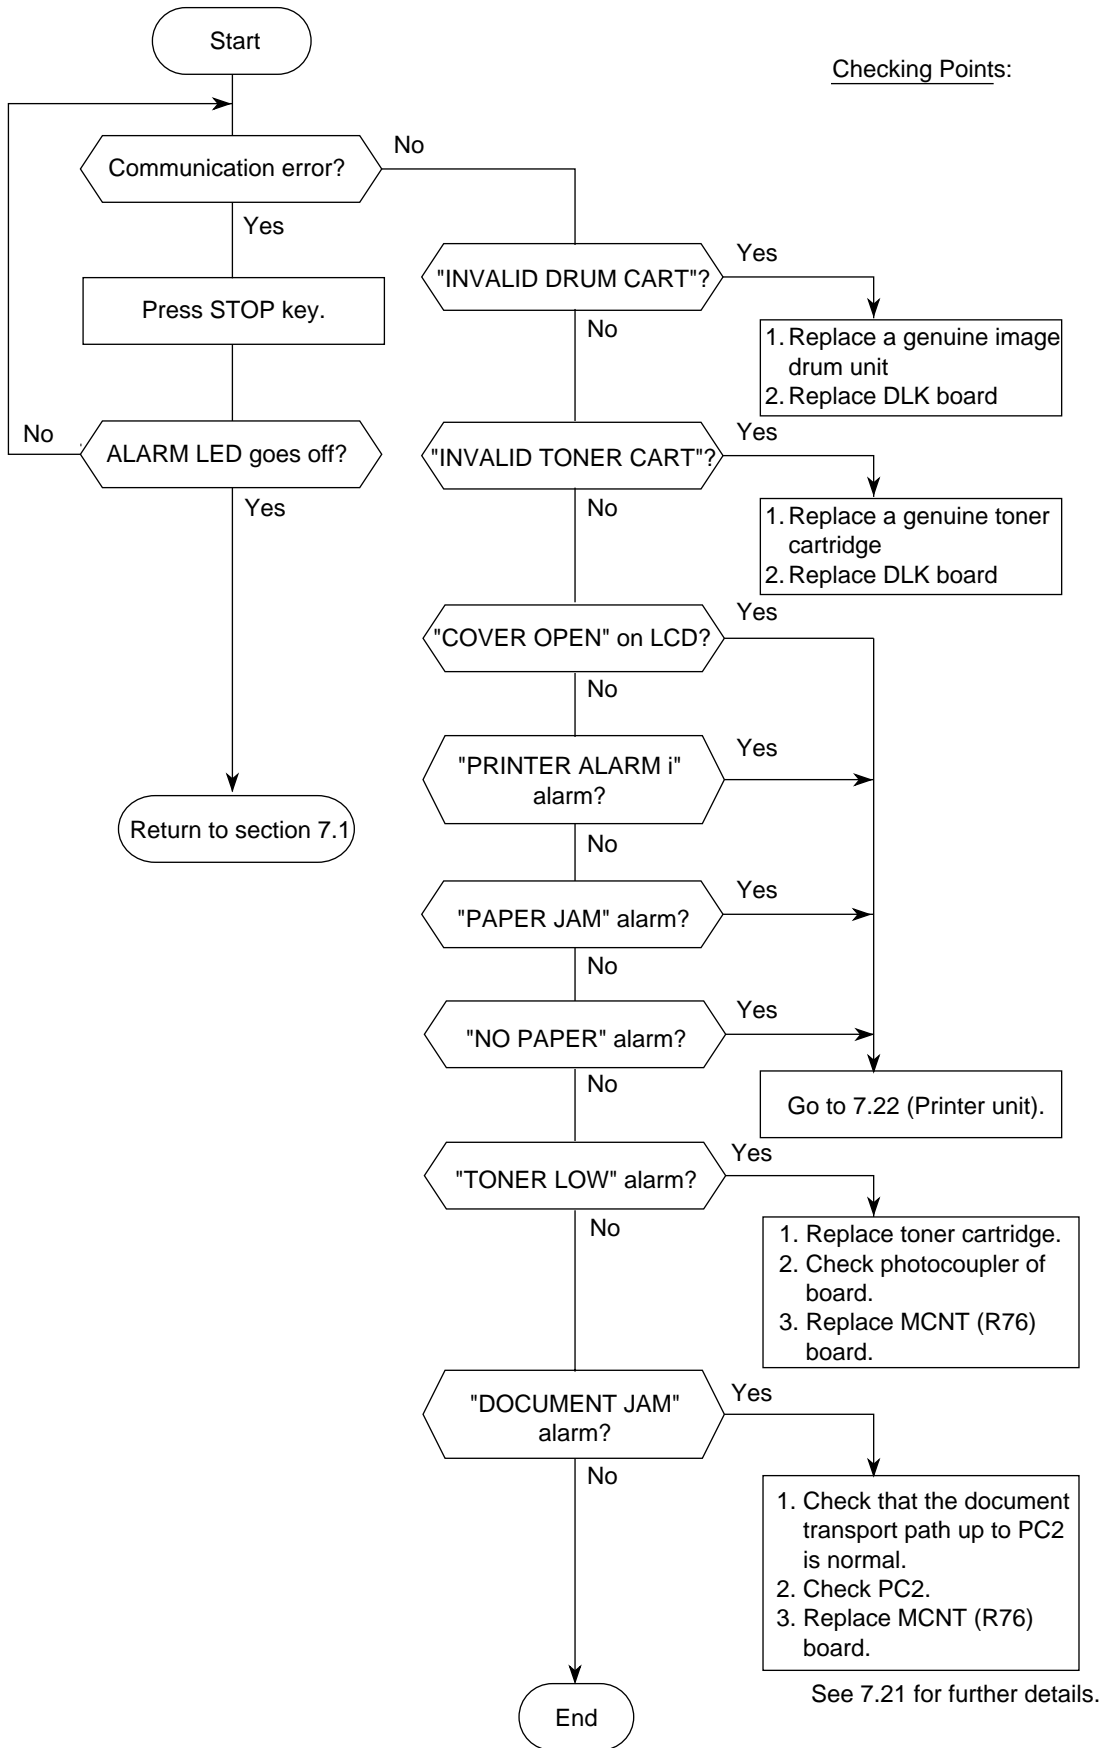 Start
Checking Points:
Communication error?
No
Yes
Press STOP key.
No
ALARM LED goes off?
Yes
Return to section 7.1
"INVALID DRUM CART"?
Yes
No
1. Replace a genuine image
drum unit
2. Replace DLK board
"INVALID TONER CART"?
Yes
No
1. Replace a genuine toner
cartridge
2. Replace DLK board
"COVER OPEN" on LCD?
Yes
No
"PRINTER ALARM i"
alarm?
Yes
No
"PAPER JAM" alarm?
Yes
No
"NO PAPER" alarm?
Yes
No
Go to 7.22 (Printer unit).
"TONER LOW" alarm?
Yes
No
1. Replace toner cartridge.
2. Check photocoupler of
board.
3. Replace MCNT (R76)
board.
"DOCUMENT JAM"
alarm?
Yes
No
1. Check that the document
transport path up to PC2
is normal.
2. Check PC2.
3. Replace MCNT (R76)
board.
See 7.21 for further details.
End